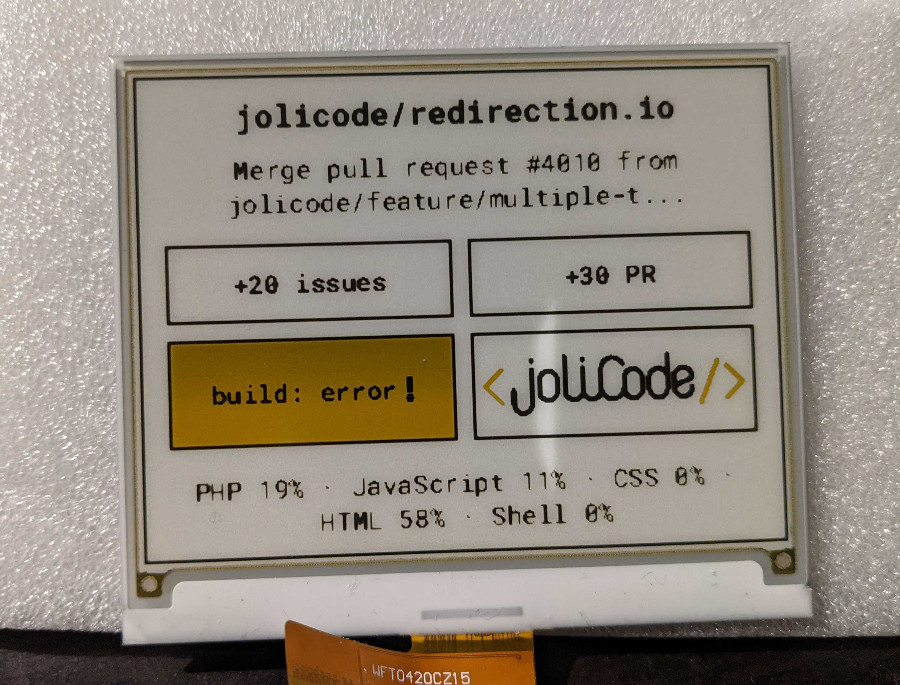 jolicode/redirection.io
Merge pull request #4010 from
jolicode/feature/multiple-t...
+20 issues
+30 PR
build: error!
<joliCode/>
PHP 19% · JavaScript 11% · CSS 0% ·
HTML 58% · Shell 0%
WFT0420CZ15